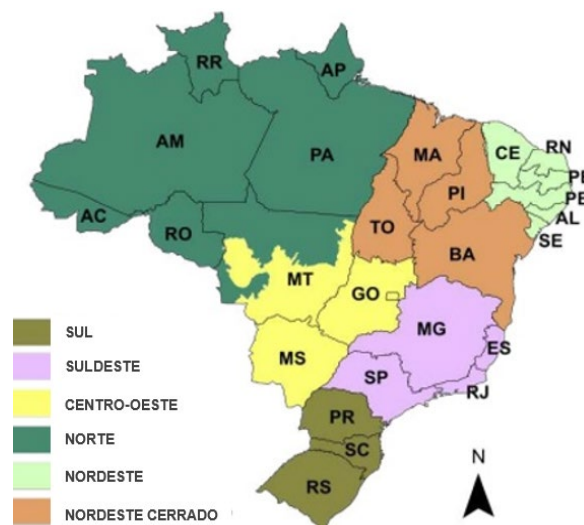 RR
AP
AM
PA
MA
CE
RN
PI
PB
PE
AC
RO
TO
AL
SE
BA
MT
GO
MG
ES
MS
SP
RJ
PR
SC
RS
SUL
SULDESTE
CENTRO-OESTE
NORTE
NORDESTE
NORDESTE CERRADO
N